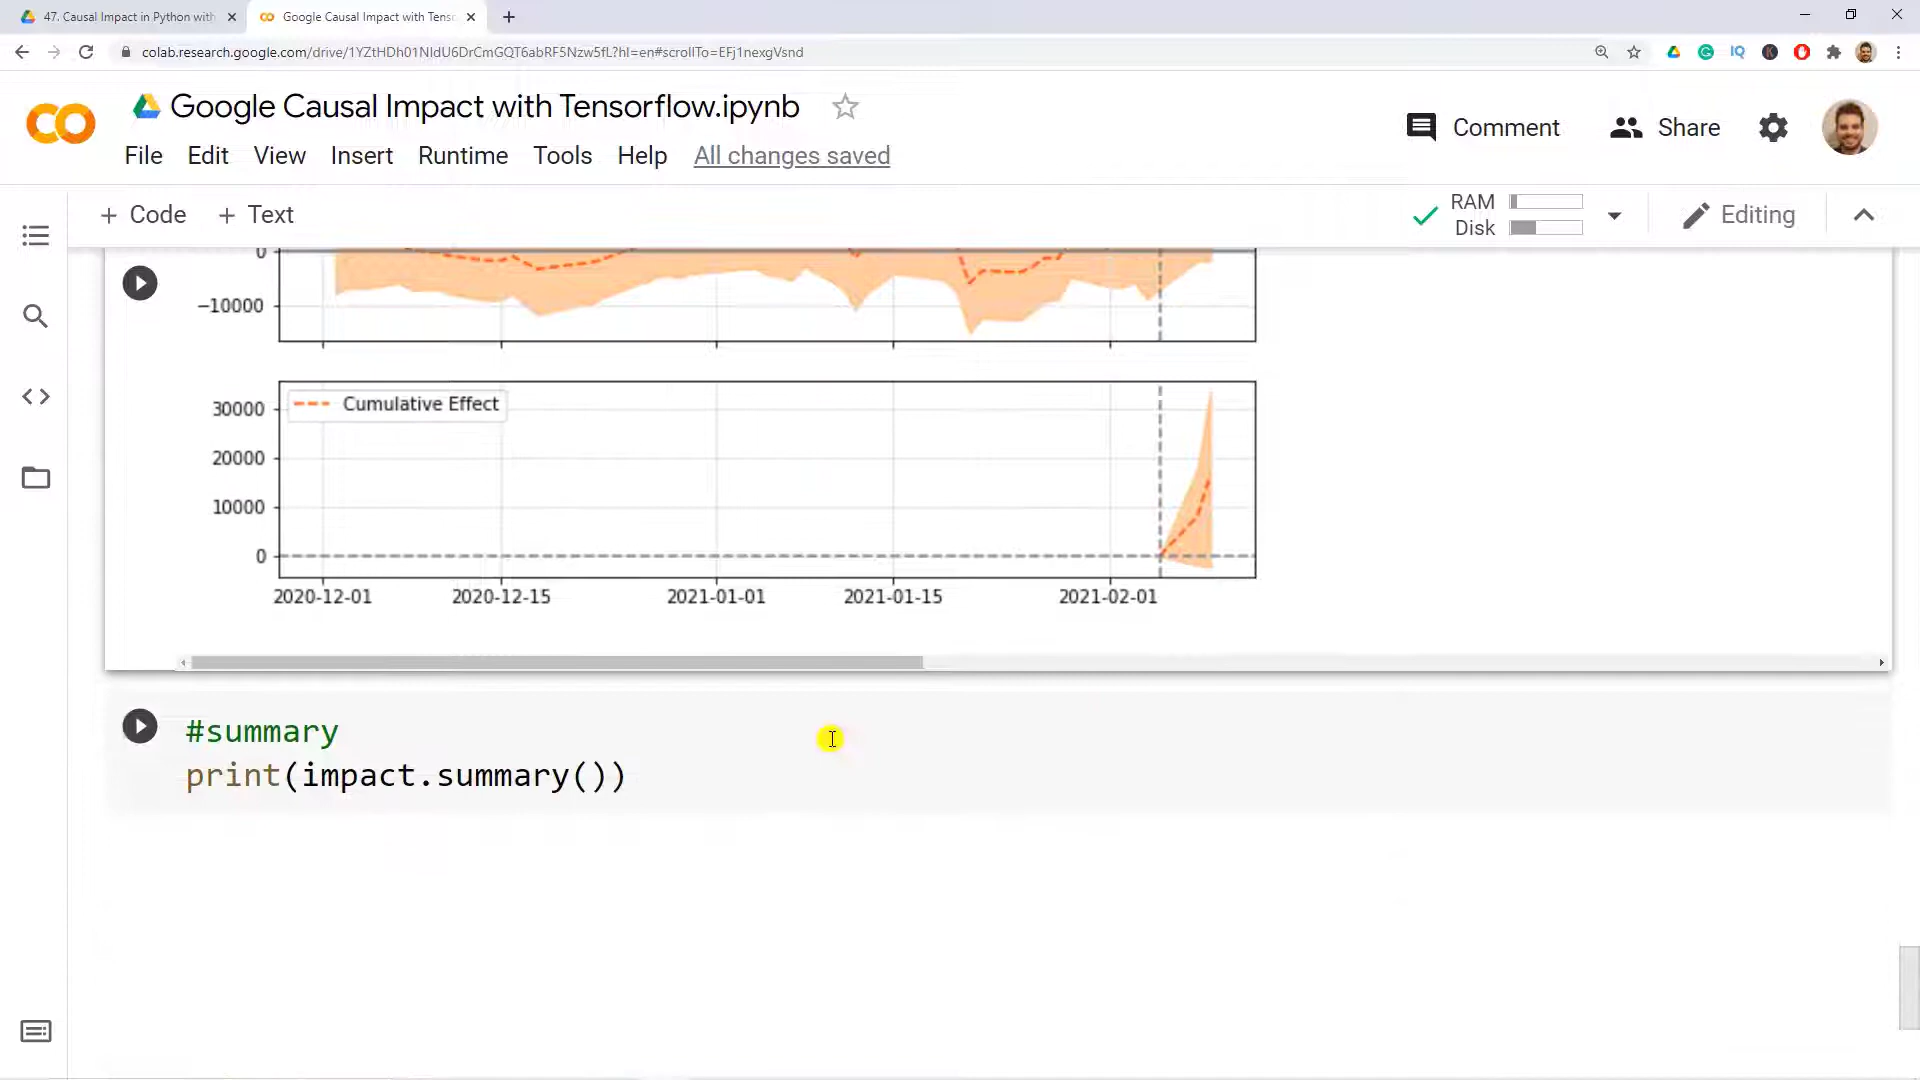 47. Causal Impact in Python with
Google Causal Impact with Tenso
colab.research.google.com/drive/1YZtHDh01NIdU6DrCmGQT6abRF5Nzw5fL?hl=en#scrollTo=EFj1nexgVsnd
Google Causal Impact with Tensorflow.ipynb
Comment
Share
File Edit View Insert Runtime Tools Help All changes saved
+ Code + Text
RAM
Disk
Editing
0
−10000
Cumulative Effect
30000
20000
10000
0
2020-12-01 2020-12-15 2021-01-01 2021-01-15 2021-02-01
#summary
print(impact.summary())